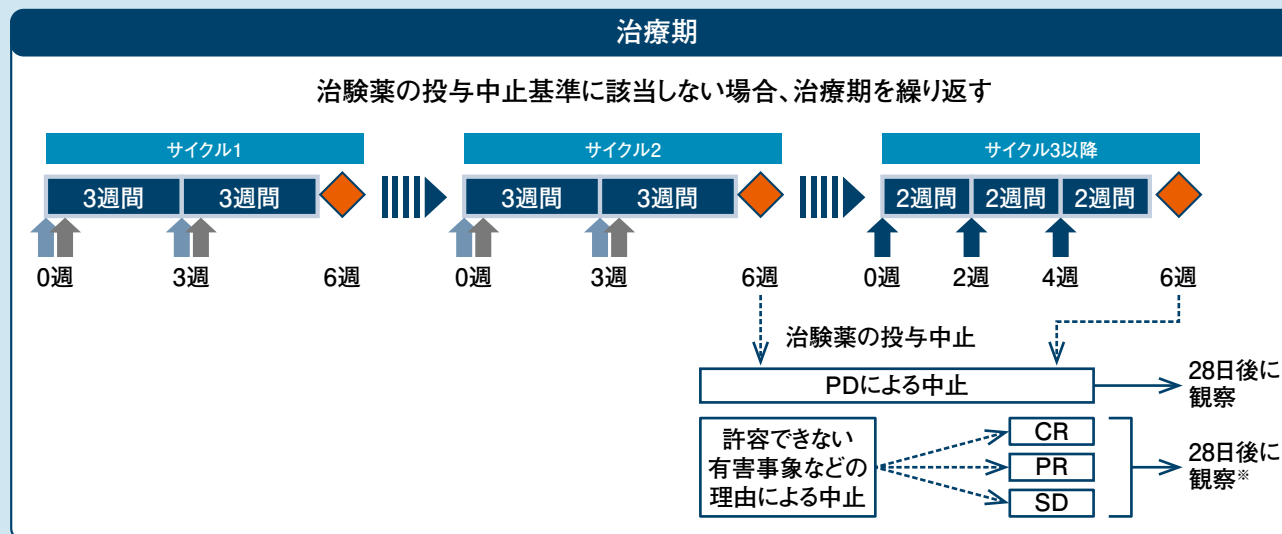 治療期
治験薬の投与中止基準に該当しない場合、治療期を繰り返す
サイクル1
サイクル2
サイクル3以降
3週間 3週間
3週間 3週間
2週間 2週間 2週間
0週 3週 6週
0週 3週 6週
0週 2週 4週 6週
治験薬の投与中止
PDによる中止
28日後に
観察
許容できない
有害事象などの
理由による中止
CR
PR
SD
28日後に
観察※